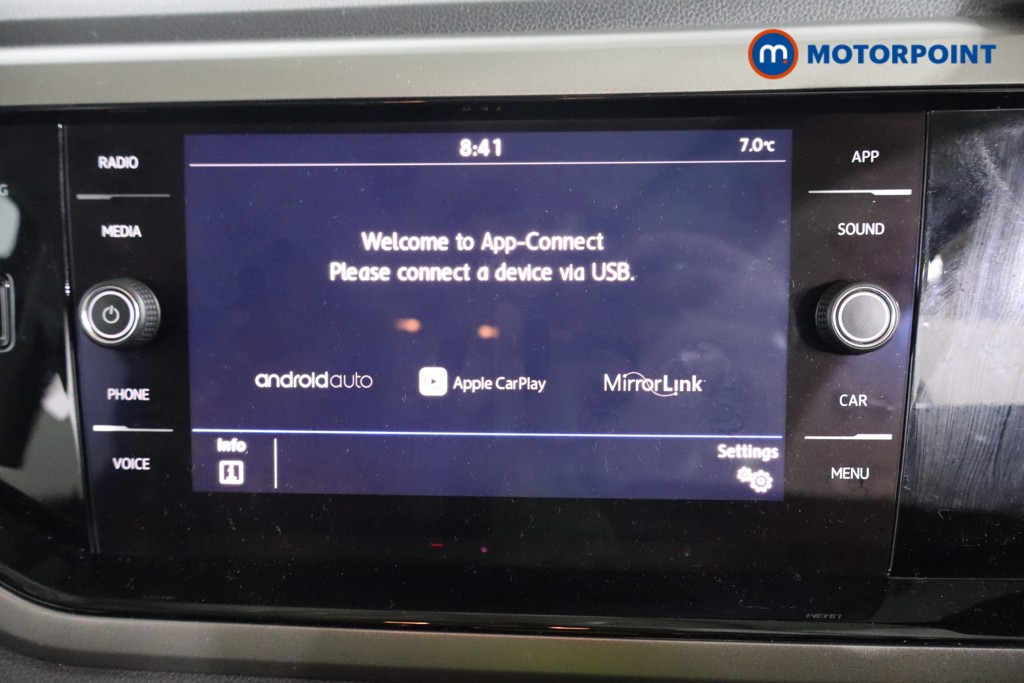 m MOTORPOINT
8:41
7.0°C
RADIO
MEDIA
PHONE
VOICE
Welcome to App-Connect
Please connect a device via USB.
androidauto
Apple CarPlay
MirrorLink
Info
Settings
APP
SOUND
CAR
MENU
G